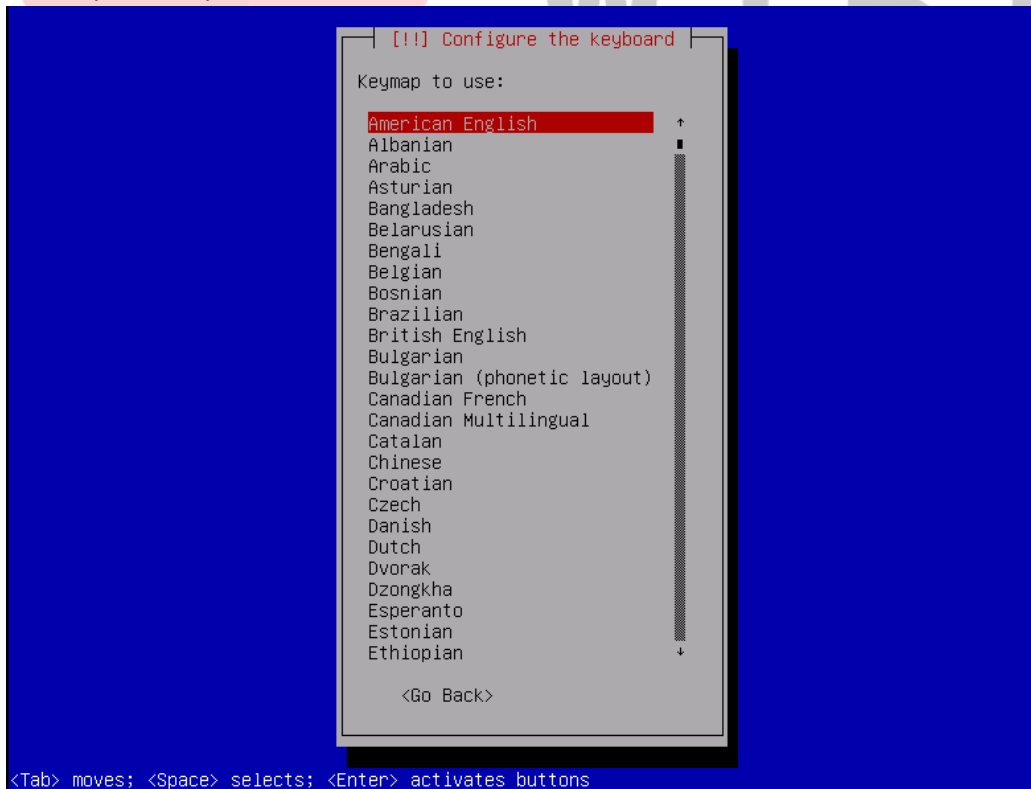 [!!] Configure the keyboard
Keymap to use:
American English
Albanian
Arabic
Asturian
Bangladesh
Belarusian
Bengali
Belgian
Bosnian
Brazilian
British English
Bulgarian
Bulgarian (phonetic layout)
Canadian French
Canadian Multilingual
Catalan
Chinese
Croatian
Czech
Danish
Dutch
Dvorak
Dzongkha
Esperanto
Estonian
Ethiopian
<Go Back>
<Tab> moves; <Space> selects; <Enter> activates buttons